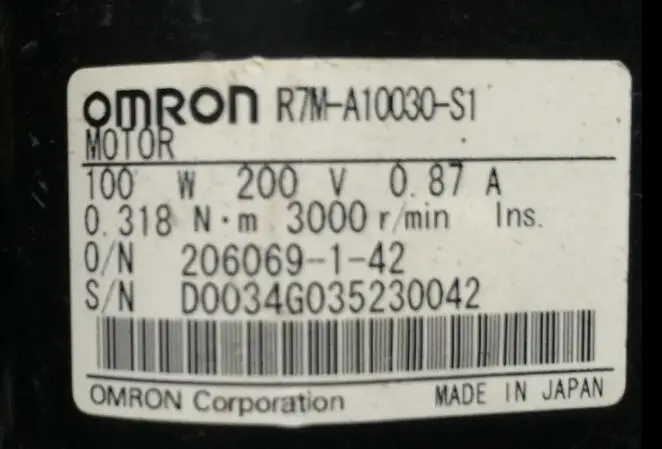 OMRON R7M-A10030-S1
MOTOR
100 W 200 V 0.87 A
0.318 N·m 3000 r/min Ins.
O/N 206069-1-42
S/N D0034G035230042
OMRON Corporation MADE IN JAPAN